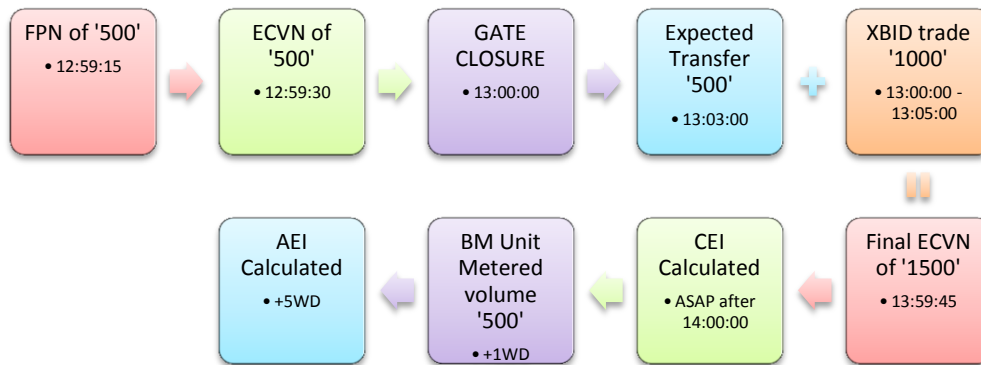 FPN of '500'
• 12:59:15
ECVN of
'500'
• 12:59:30
GATE
CLOSURE
• 13:00:00
Expected
Transfer
'500'
• 13:03:00
XBID trade
'1000'
• 13:00:00 -
13:05:00
Final ECVN
of '1500'
• 13:59:45
CEI
Calculated
• ASAP after
14:00:00
BM Unit
Metered
volume
'500'
• +1WD
AEI
Calculated
• +5WD